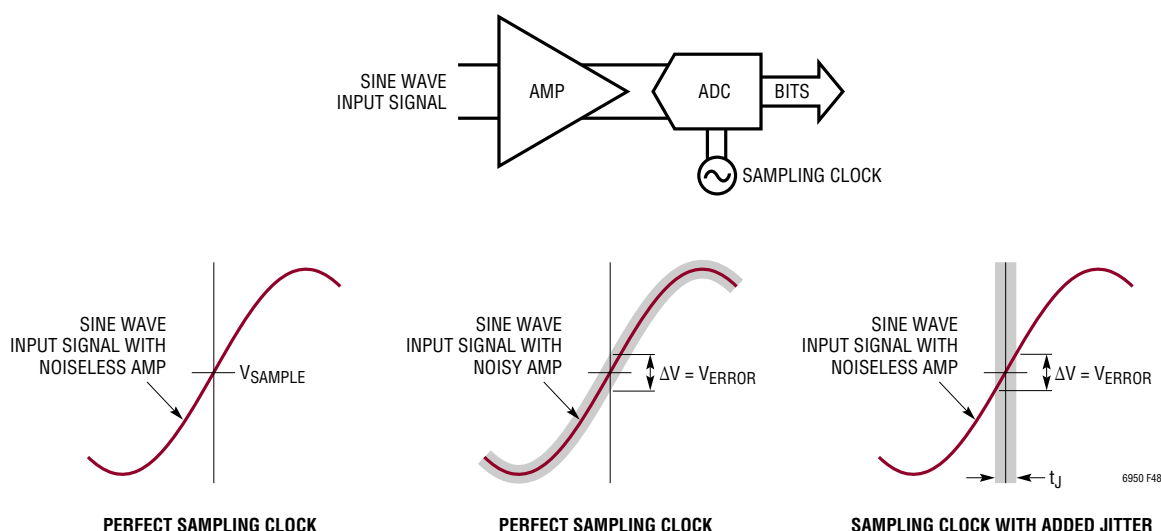 SINE WAVE
INPUT SIGNAL
AMP
ADC
BITS
SAMPLING CLOCK
SINE WAVE
INPUT SIGNAL WITH
NOISELESS AMP
VSAMPLE
PERFECT SAMPLING CLOCK
SINE WAVE
INPUT SIGNAL WITH
NOISY AMP
ΔV = VERROR
PERFECT SAMPLING CLOCK
SINE WAVE
INPUT SIGNAL WITH
NOISELESS AMP
ΔV = VERROR
tJ
6950 F48
SAMPLING CLOCK WITH ADDED JITTER